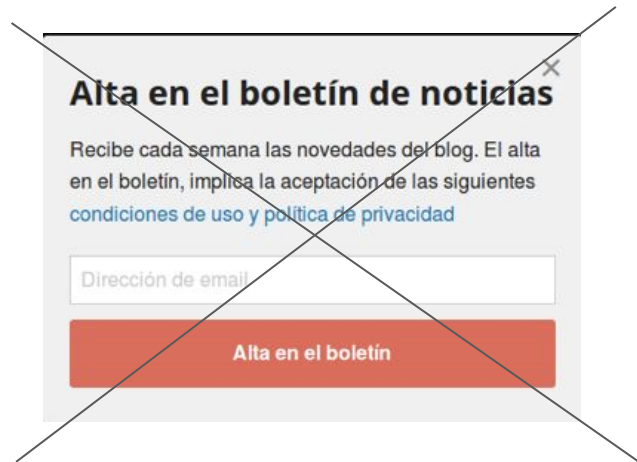 Alta en el boletín de noticias
Recibe cada semana las novedades del blog. El alta
en el boletín, implica la aceptación de las siguientes
condiciones de uso y política de privacidad
Dirección de email
Alta en el boletín